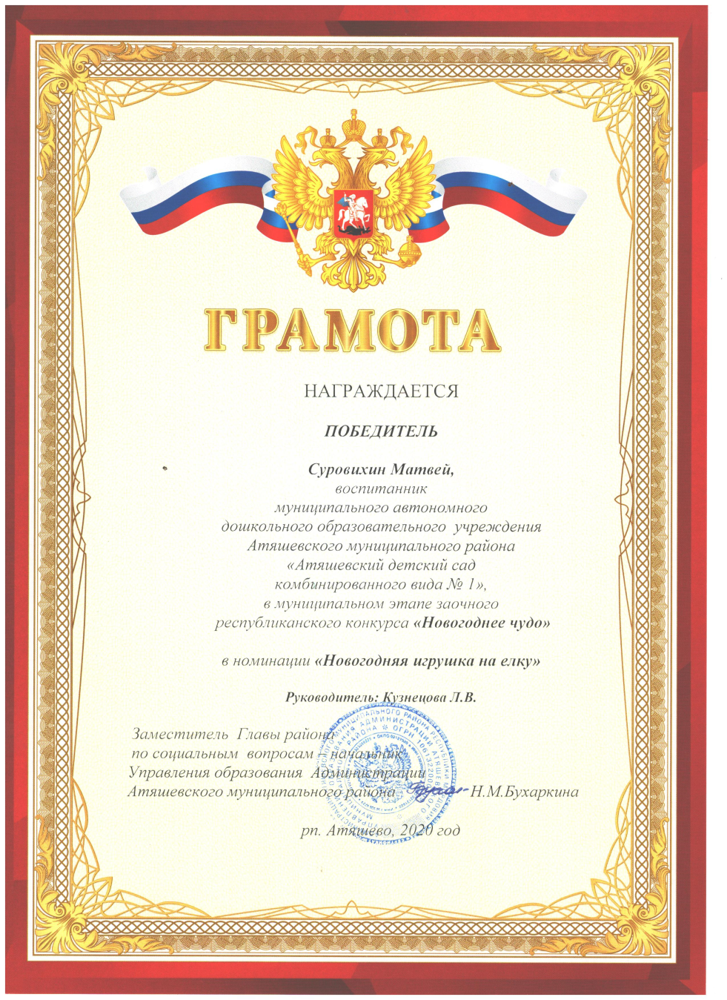 ГРАМОТА
НАГРАЖДАЕТСЯ
ПОБЕДИТЕЛЬ
Суровихин Матвей,
воспитанник
муниципального автономного
дошкольного образовательного учреждения
Атяшевского муниципального района
«Атяшевский детский сад
комбинированного вида № 1»,
в муниципальном этапе заочного
республиканского конкурса «Новогоднее чудо»
в номинации «Новогодняя игрушка на елку»
Руководитель: Кузнецова Л.В.
Заместитель Главы района
по социальным вопросам – начальник
Управления образования Администрации
Атяшевского муниципального района Н.М.Бухаркина
рп. Атяшево, 2020 год